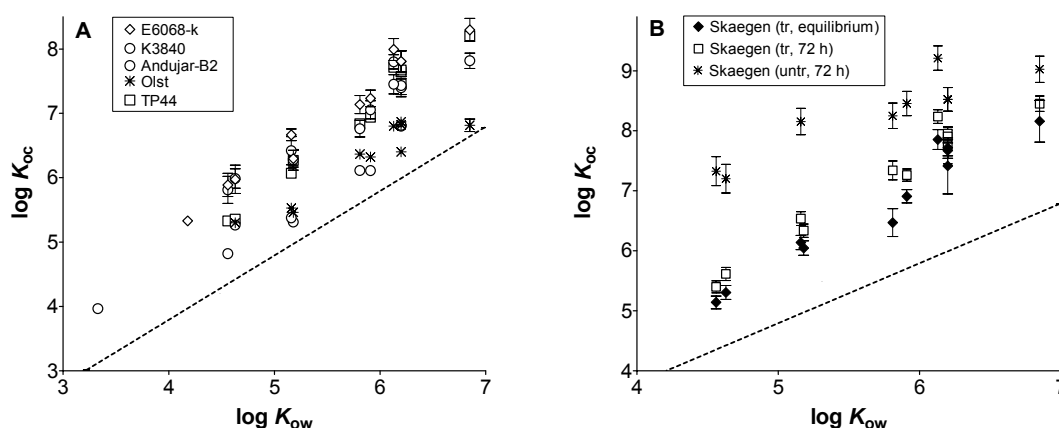 A
E6068-k
K3840
Andujar-B2
Olst
TP44
8
7
6
5
4
3
log Koc
3 4 5 6 7
log Kow
B
Skaegen (tr, equilibrium)
Skaegen (tr, 72 h)
Skaegen (untr, 72 h)
9
8
7
6
5
4
log Koc
4 5 6 7
log Kow